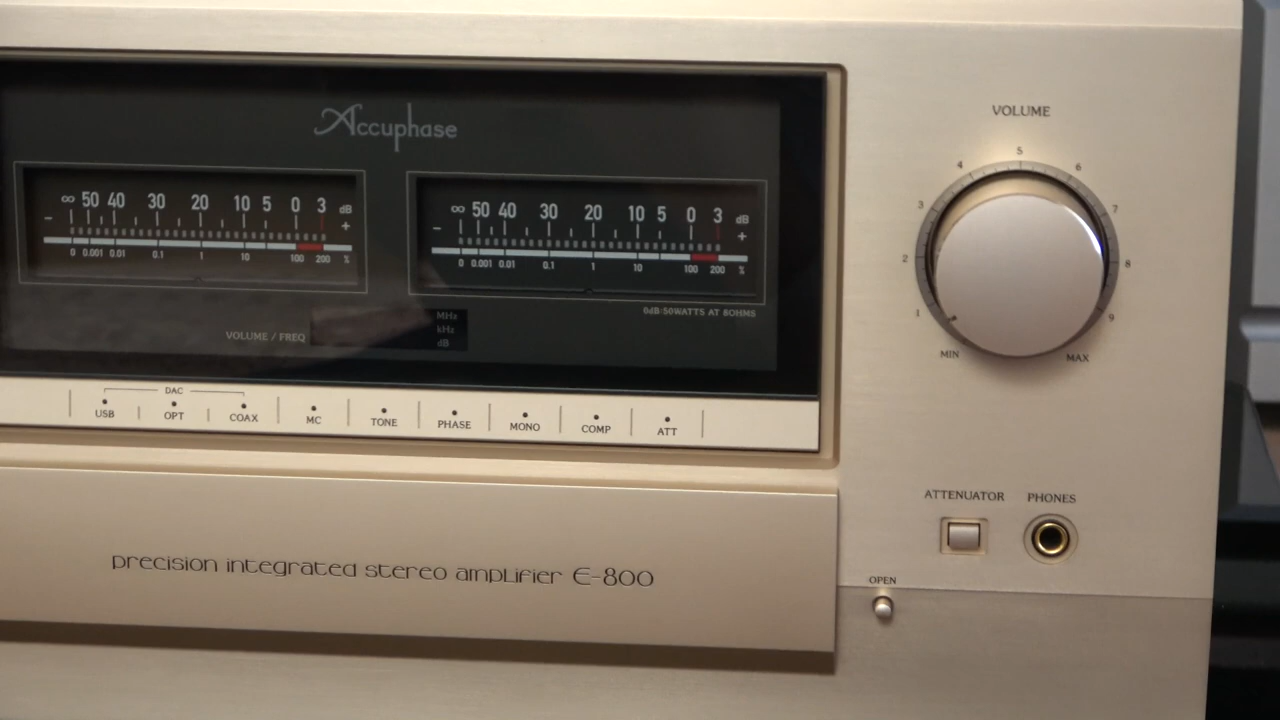 Accuphase
∞ 50 40 30 20 10 5 0 3 dB
- +
0 0.001 0.01 0.1 1 10 100 200 %
∞ 50 40 30 20 10 5 0 3 dB
- +
0 0.001 0.01 0.1 1 10 100 200 %
0dB:50WATTS AT 8OHMS
VOLUME / FREQ
MHz
kHz
dB
DAC
USB OPT COAX MC TONE PHASE MONO COMP ATT
precision integrated stereo amplifier E-800
VOLUME
1 2 3 4 5 6 7 8 9
MIN MAX
ATTENUATOR PHONES
OPEN